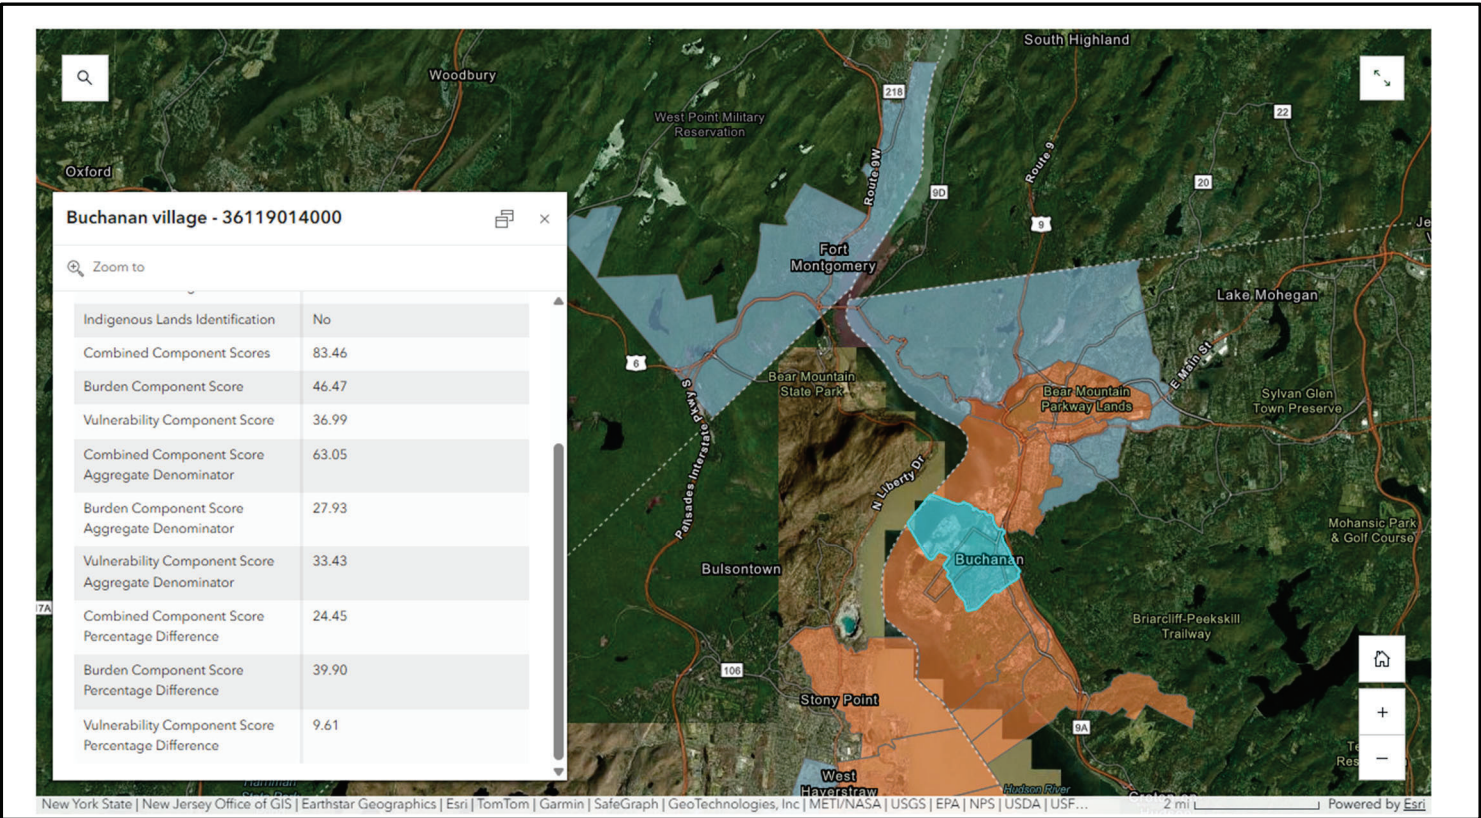 South Highland
Woodbury
218
West Point Military
Reservation
22
Oxford
Route 9W
Route 9
20
9D
Buchanan village - 36119014000
9
Je
Zoom to
Fort
Montgomery
Lake Mohegan
Indigenous Lands Identification No
Combined Component Scores 83.46
Burden Component Score 46.47
Vulnerability Component Score 36.99
Combined Component Score 63.05
Aggregate Denominator
Burden Component Score 27.93
Aggregate Denominator
Vulnerability Component Score 33.43
Aggregate Denominator
Combined Component Score 24.45
Percentage Difference
Burden Component Score 39.90
Percentage Difference
Vulnerability Component Score 9.61
Percentage Difference
6
E Main St
Bear Mountain
State Park
Bear Mountain
Parkway Lands
Sylvan Glen
Town Preserve
Palisades Interstate Pkwy S
N Liberty Dr
Mohansic Park
& Golf Course
Buchanan
Bulsontown
17A
Briarcliff-Peekskill
Trailway
106
Stony Point
9A
+
Te
Res
−
West
Haverstraw
Hudson River
New York State | New Jersey Office of GIS | Earthstar Geographics | Esri | TomTom | Garmin | SafeGraph | GeoTechnologies, Inc | METI/NASA | USGS | EPA | NPS | USDA | USF...
2 mi
Powered by Esri